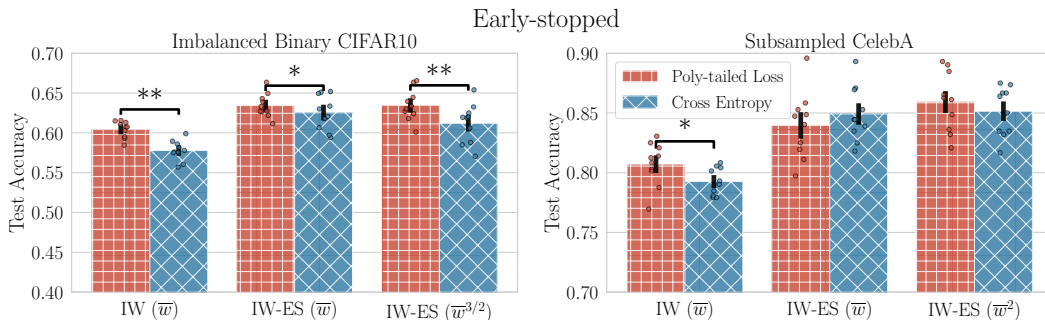 Early-stopped
Imbalanced Binary CIFAR10
Test Accuracy
0.70
0.65
0.60
0.55
0.50
0.45
0.40
**
*
**
IW (w̅)
IW-ES (w̅)
IW-ES (w̅^{3/2})
Subsampled CelebA
Test Accuracy
0.90
0.85
0.80
0.75
0.70
Poly-tailed Loss
Cross Entropy
*
IW (w̅)
IW-ES (w̅)
IW-ES (w̅²)